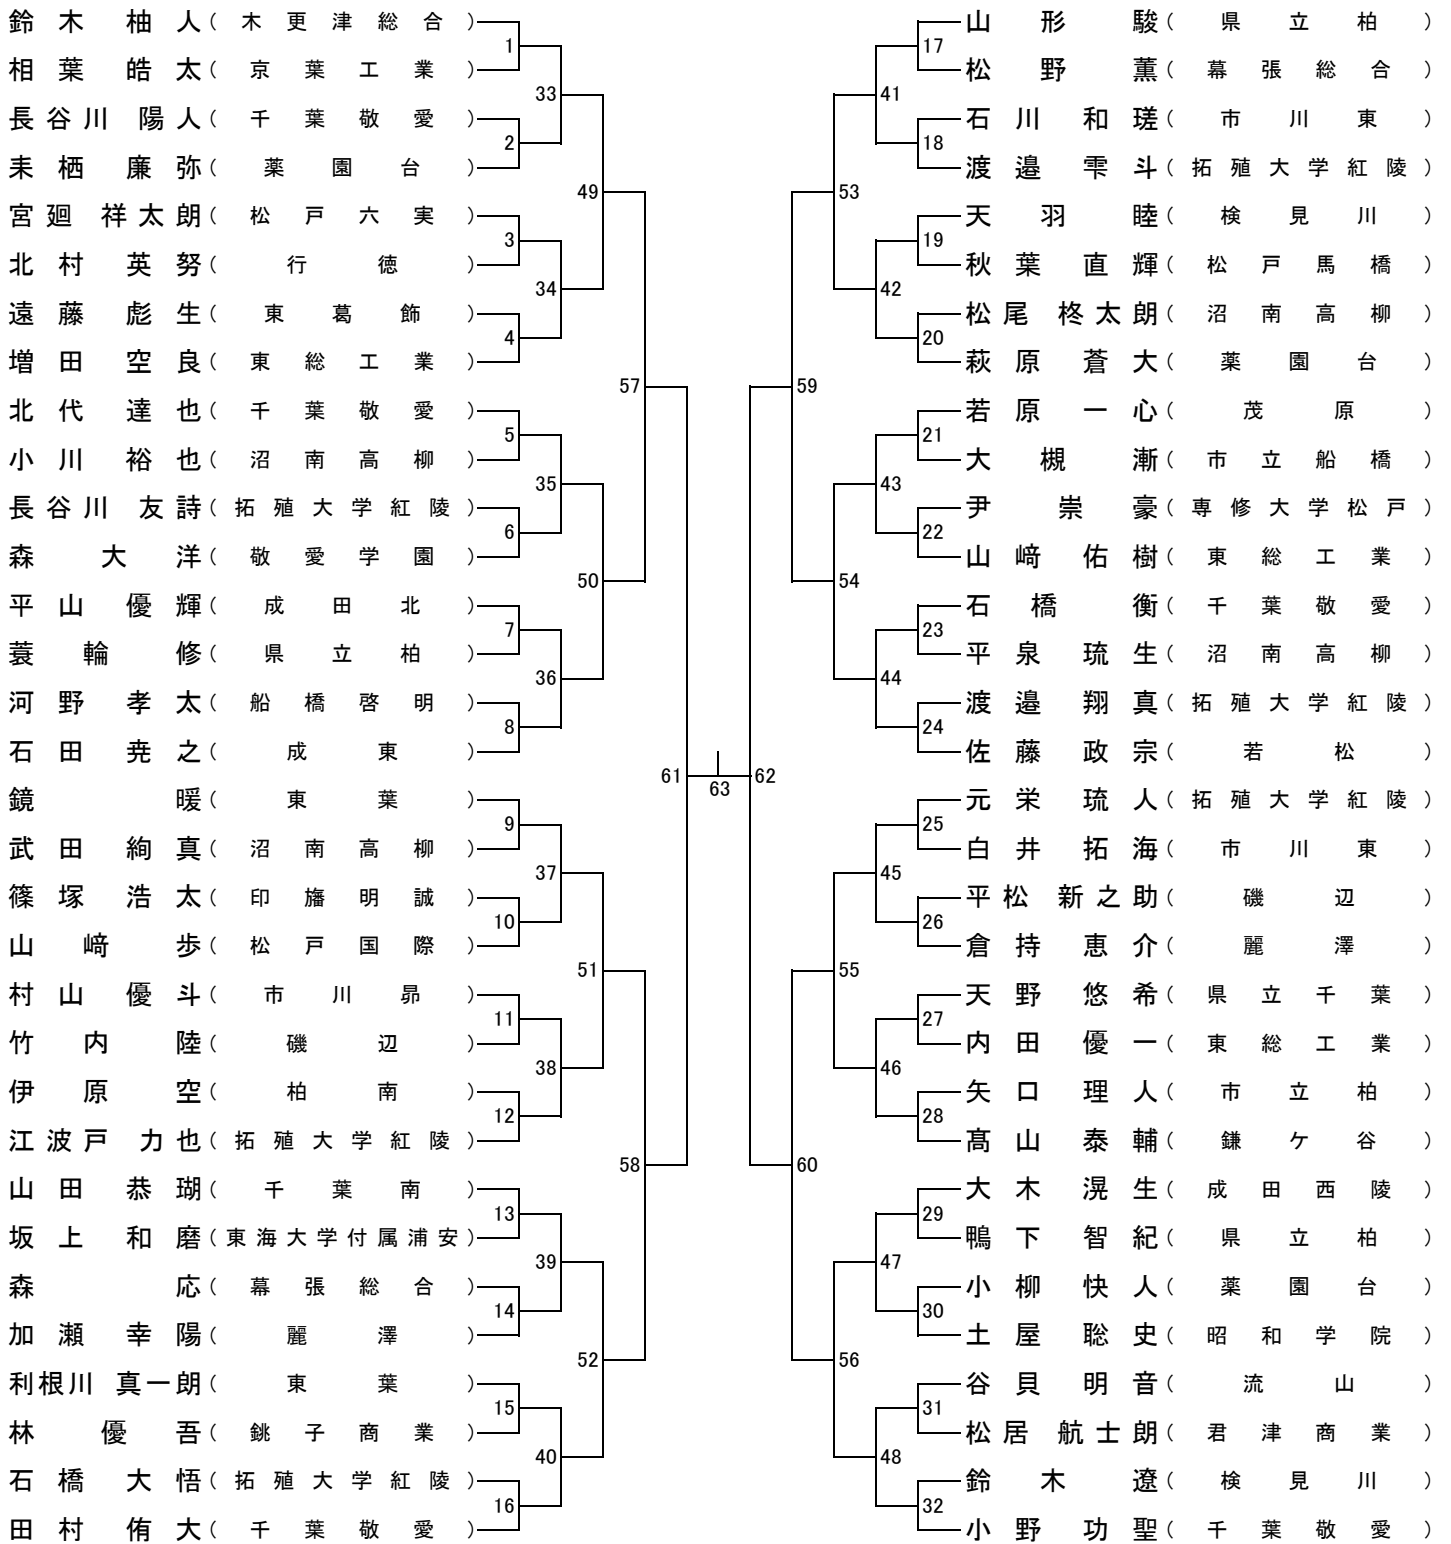 鈴木 柚人（木更津総合）
1
相葉 皓太（京葉工業）
33
長谷川 陽人（千葉敬愛）
2
耒栖 廉弥（薬園台）
49
宮廻 祥太朗（松戸六実）
3
北村 英努（行徳）
34
遠藤 彪生（東葛飾）
4
増田 空良（東総工業）
57
北代 達也（千葉敬愛）
5
小川 裕也（沼南高柳）
35
長谷川 友詩（拓殖大学紅陵）
6
森 大洋（敬愛学園）
50
平山 優輝（成田北）
7
蓑輪 修（県立柏）
36
河野 孝太（船橋啓明）
8
石田 尭之（成東）
61
63
62
鏡 暖（東葉）
9
武田 絢真（沼南高柳）
37
篠塚 浩太（印旛明誠）
10
山﨑 歩（松戸国際）
51
村山 優斗（市川昴）
11
竹内 陸（磯辺）
38
伊原 空（柏南）
12
江波戸 力也（拓殖大学紅陵）
58
山田 恭瑚（千葉南）
13
坂上 和磨（東海大学付属浦安）
39
森 応（幕張総合）
14
加瀬 幸陽（麗澤）
52
利根川 真一朗（東葉）
15
林 優吾（銚子商業）
40
石橋 大悟（拓殖大学紅陵）
16
田村 侑大（千葉敬愛）
山形 駿（県立柏）
17
松野 薫（幕張総合）
41
石川 和瑳（市川東）
18
渡邉 雫斗（拓殖大学紅陵）
53
天羽 睦（検見川）
19
秋葉 直輝（松戸馬橋）
42
松尾 柊太朗（沼南高柳）
20
萩原 蒼大（薬園台）
59
若原 一心（茂原）
21
大槻 漸（市立船橋）
43
尹 崇豪（専修大学松戸）
22
山﨑 佑樹（東総工業）
54
石橋 衡（千葉敬愛）
23
平泉 琉生（沼南高柳）
44
渡邉 翔真（拓殖大学紅陵）
24
佐藤 政宗（若松）
元栄 琉人（拓殖大学紅陵）
25
白井 拓海（市川東）
45
平松 新之助（磯辺）
26
倉持 恵介（麗澤）
55
天野 悠希（県立千葉）
27
内田 優一（東総工業）
46
矢口 理人（市立柏）
28
髙山 泰輔（鎌ケ谷）
60
大木 滉生（成田西陵）
29
鴨下 智紀（県立柏）
47
小柳 快人（薬園台）
30
土屋 聡史（昭和学院）
56
谷貝 明音（流山）
31
松居 航士朗（君津商業）
48
鈴木 遼（検見川）
32
小野 功聖（千葉敬愛）